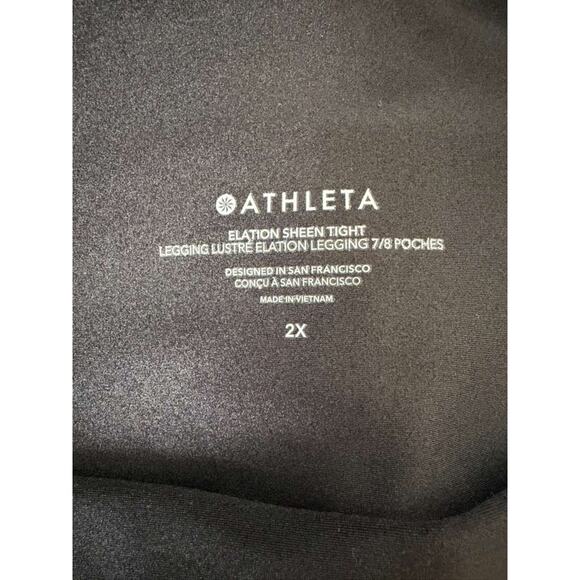 ATHLETA
ELATION SHEEN TIGHT
LEGGING LUSTRÉ ELATION LEGGING 7/8 POCHES
DESIGNED IN SAN FRANCISCO
CONÇU À SAN FRANCISCO
MADE IN VIETNAM
2X